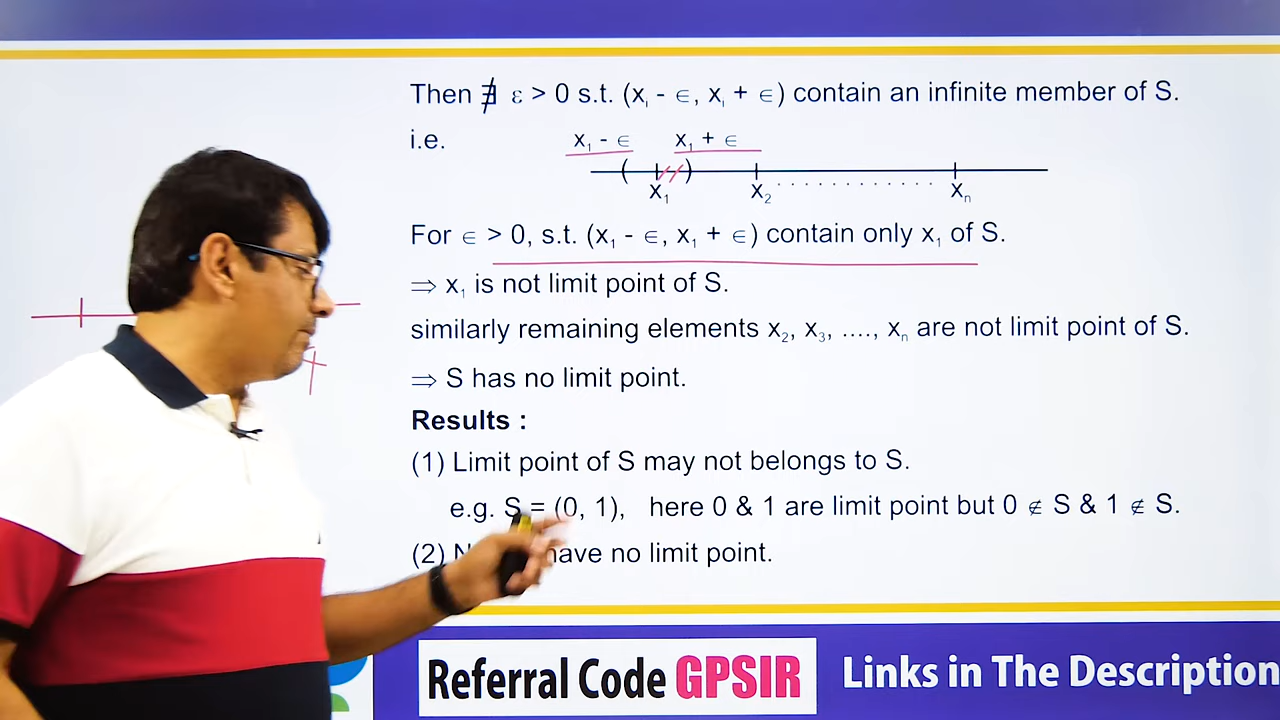 Then ∄ ε > 0 s.t. (xᵢ - ∈, xᵢ + ∈) contain an infinite member of S.
i.e.
x₁ - ∈ x₁ + ∈
x₁ x₂ xₙ
For ∈ > 0, s.t. (x₁ - ∈, x₁ + ∈) contain only x₁ of S.
⇒ x₁ is not limit point of S.
similarly remaining elements x₂, x₃, ...., xₙ are not limit point of S.
⇒ S has no limit point.
Results :
(1) Limit point of S may not belongs to S.
e.g. S = (0, 1), here 0 & 1 are limit point but 0 ∉ S & 1 ∉ S.
(2) have no limit point.
Referral Code GPSIR Links in The Description